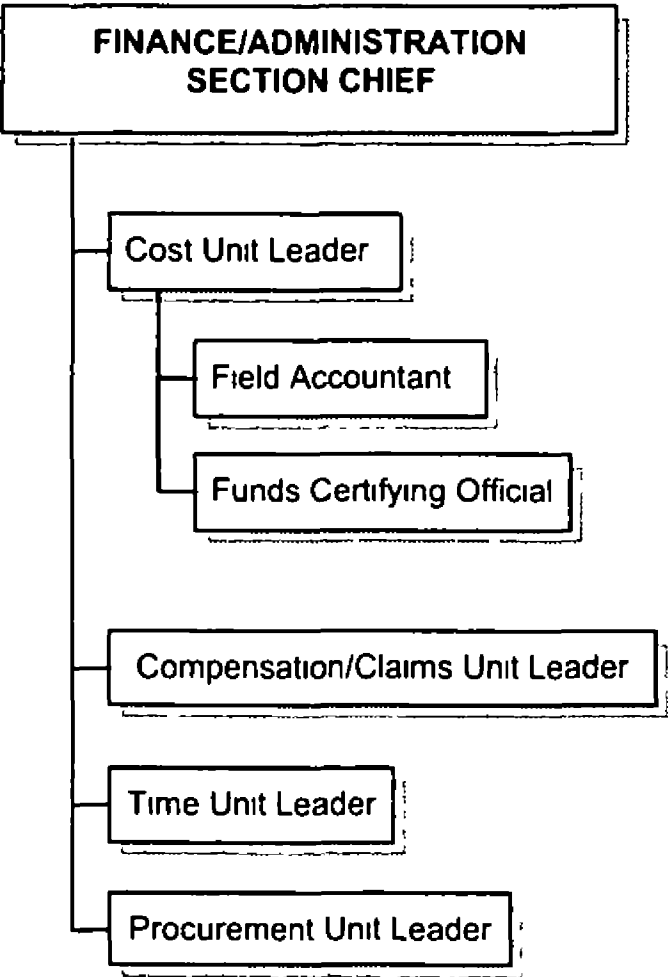 FINANCE/ADMINISTRATION
SECTION CHIEF
Cost Unit Leader
Field Accountant
Funds Certifying Official
Compensation/Claims Unit Leader
Time Unit Leader
Procurement Unit Leader